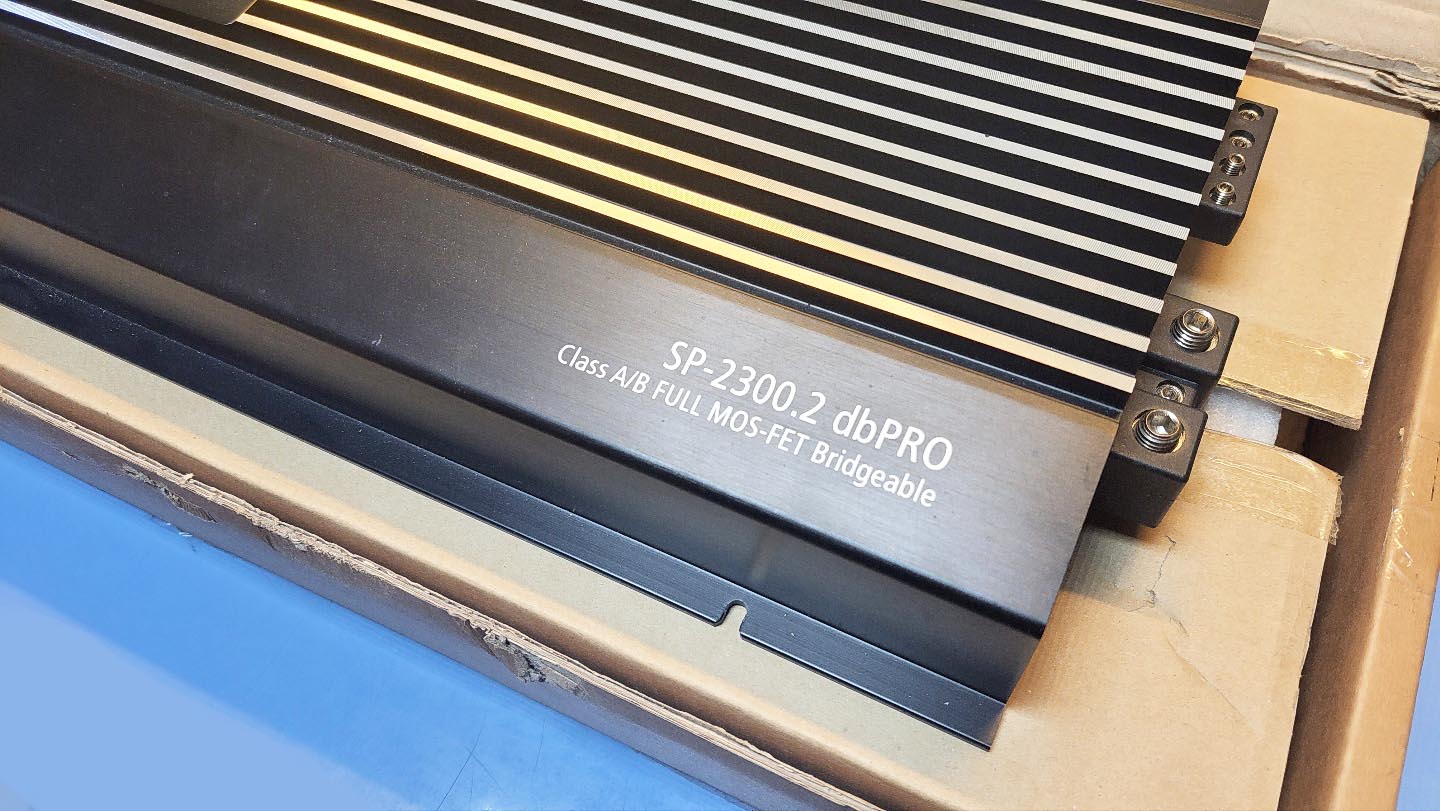 SP-2300.2 dbPRO
Class A/B FULL MOS-FET Bridgeable